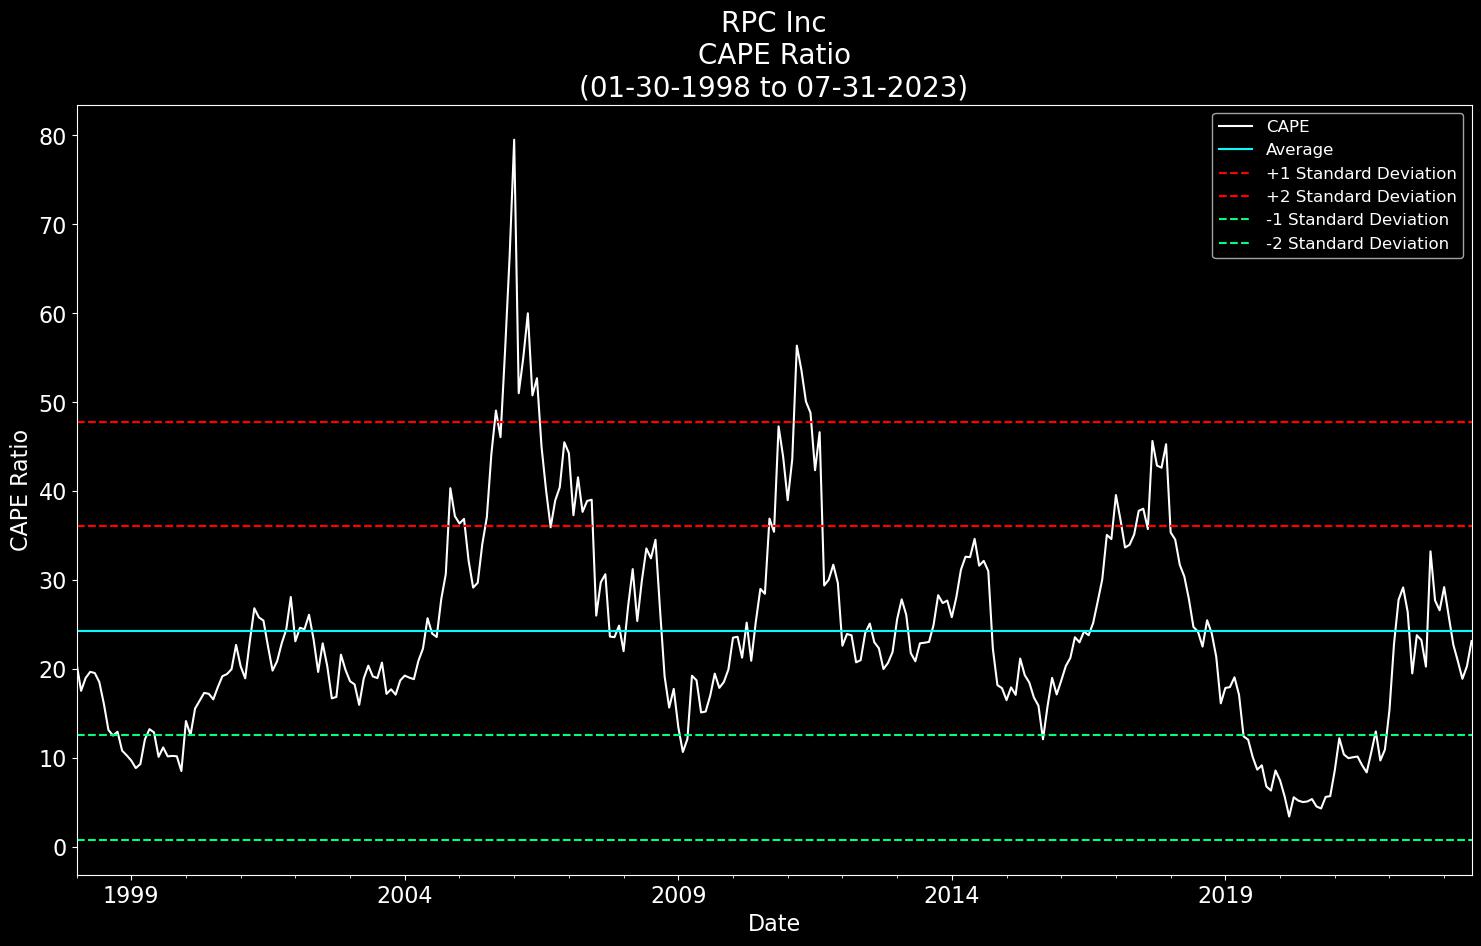 RPC Inc
CAPE Ratio
(01-30-1998 to 07-31-2023)
CAPE
Average
+1 Standard Deviation
+2 Standard Deviation
-1 Standard Deviation
-2 Standard Deviation
CAPE Ratio
80
70
60
50
40
30
20
10
0
1999 2004 2009 2014 2019
Date